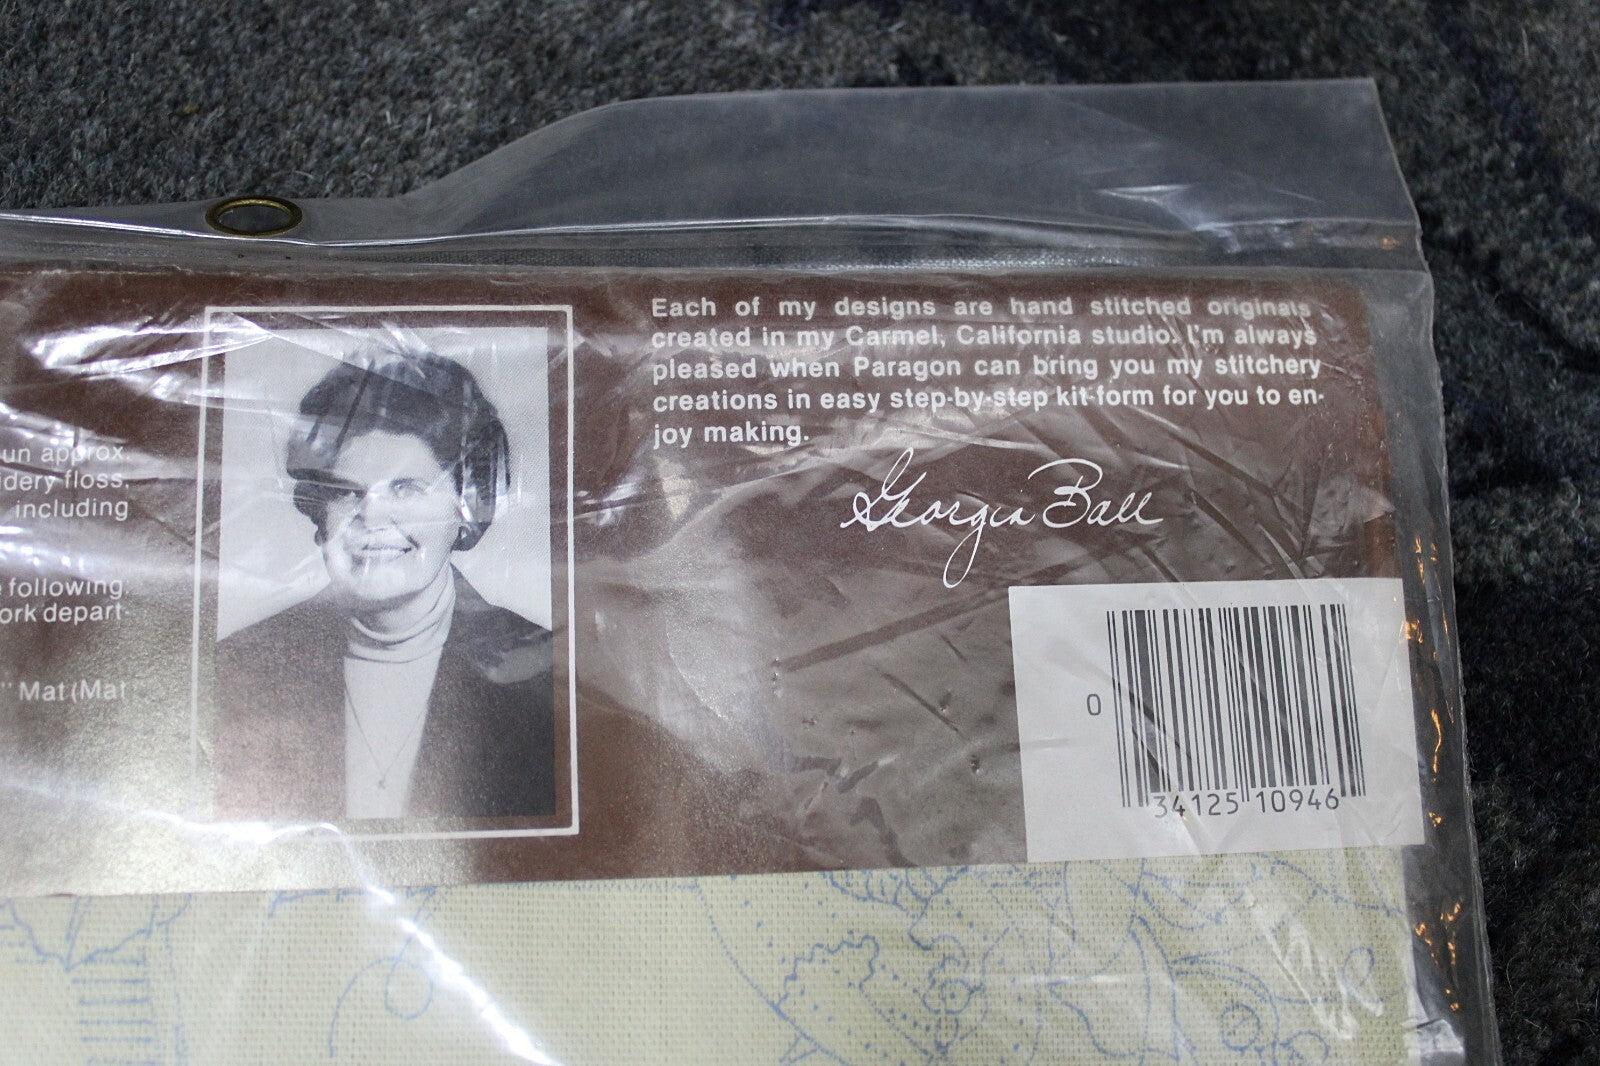 un approx.
idery floss,
including
following:
ork depart-
" Mat (Mat
Each of my designs are hand stitched originals
created in my Carmel, California studio. I'm always
pleased when Paragon can bring you my stitchery
creations in easy step-by-step kit form for you to en-
joy making.
Georgia Ball
0
34125 10946